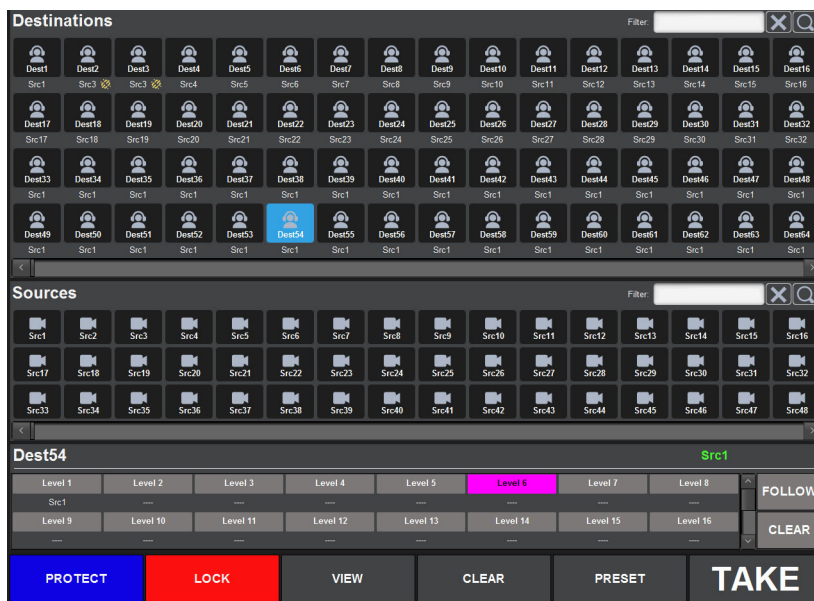 Destinations Filter:
Dest1 Dest2 Dest3 Dest4 Dest5 Dest6 Dest7 Dest8 Dest9 Dest10 Dest11 Dest12 Dest13 Dest14 Dest15 Dest16
Src1 Src3 Src3 Src4 Src5 Src6 Src7 Src8 Src9 Src10 Src11 Src12 Src13 Src14 Src15 Src16
Dest17 Dest18 Dest19 Dest20 Dest21 Dest22 Dest23 Dest24 Dest25 Dest26 Dest27 Dest28 Dest29 Dest30 Dest31 Dest32
Src17 Src18 Src19 Src20 Src21 Src22 Src23 Src24 Src25 Src26 Src27 Src28 Src29 Src30 Src31 Src32
Dest33 Dest34 Dest35 Dest36 Dest37 Dest38 Dest39 Dest40 Dest41 Dest42 Dest43 Dest44 Dest45 Dest46 Dest47 Dest48
Src1 Src1 Src1 Src1 Src1 Src1 Src1 Src1 Src1 Src1 Src1 Src1 Src1 Src1 Src1 Src1
Dest49 Dest50 Dest51 Dest52 Dest53 Dest54 Dest55 Dest56 Dest57 Dest58 Dest59 Dest60 Dest61 Dest62 Dest63 Dest64
Src1 Src1 Src1 Src1 Src1 Src1 Src1 Src1 Src1 Src1 Src1 Src1 Src1 Src1 Src1 Src1
Sources Filter:
Src1 Src2 Src3 Src4 Src5 Src6 Src7 Src8 Src9 Src10 Src11 Src12 Src13 Src14 Src15 Src16
Src17 Src18 Src19 Src20 Src21 Src22 Src23 Src24 Src25 Src26 Src27 Src28 Src29 Src30 Src31 Src32
Src33 Src34 Src35 Src36 Src37 Src38 Src39 Src40 Src41 Src42 Src43 Src44 Src45 Src46 Src47 Src48
Dest54 Src1
Level 1 Level 2 Level 3 Level 4 Level 5 Level 6 Level 7 Level 8
Src1 ---- ---- ---- ---- ---- ---- ----
FOLLOW
Level 9 Level 10 Level 11 Level 12 Level 13 Level 14 Level 15 Level 16
---- ---- ---- ---- ---- ---- ---- ----
CLEAR
PROTECT LOCK VIEW CLEAR PRESET TAKE